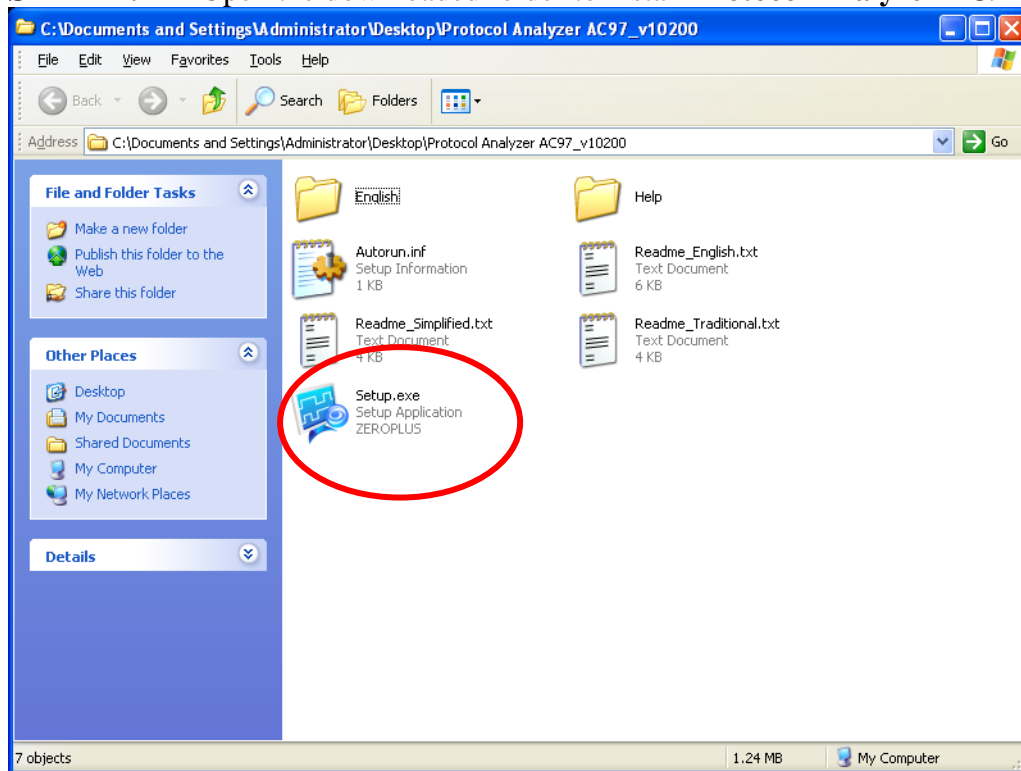 C:\Documents and Settings\Administrator\Desktop\Protocol Analyzer AC97_v10200
File Edit View Favorites Tools Help
Back Search Folders
Address C:\Documents and Settings\Administrator\Desktop\Protocol Analyzer AC97_v10200 Go
File and Folder Tasks
Make a new folder
Publish this folder to the
Web
Share this folder
Other Places
Desktop
My Documents
Shared Documents
My Computer
My Network Places
Details
English
Help
Autorun.inf
Setup Information
1 KB
Readme_English.txt
Text Document
6 KB
Readme_Simplified.txt
Text Document
4 KB
Readme_Traditional.txt
Text Document
4 KB
Setup.exe
Setup Application
ZEROPLUS
7 objects 1.24 MB My Computer